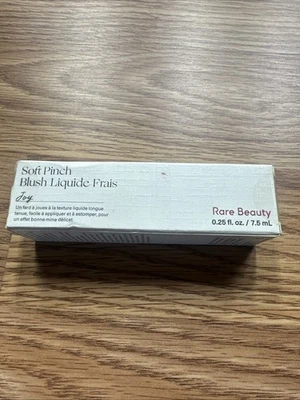 Soft Pinch
Blush Liquide Frais
Joy
Un fard à joues à la texture liquide longue
tenue, facile à appliquer et à estomper, pour
un effet bonne mine délicat.
Rare Beauty
0.25 fl. oz. / 7.5 mL